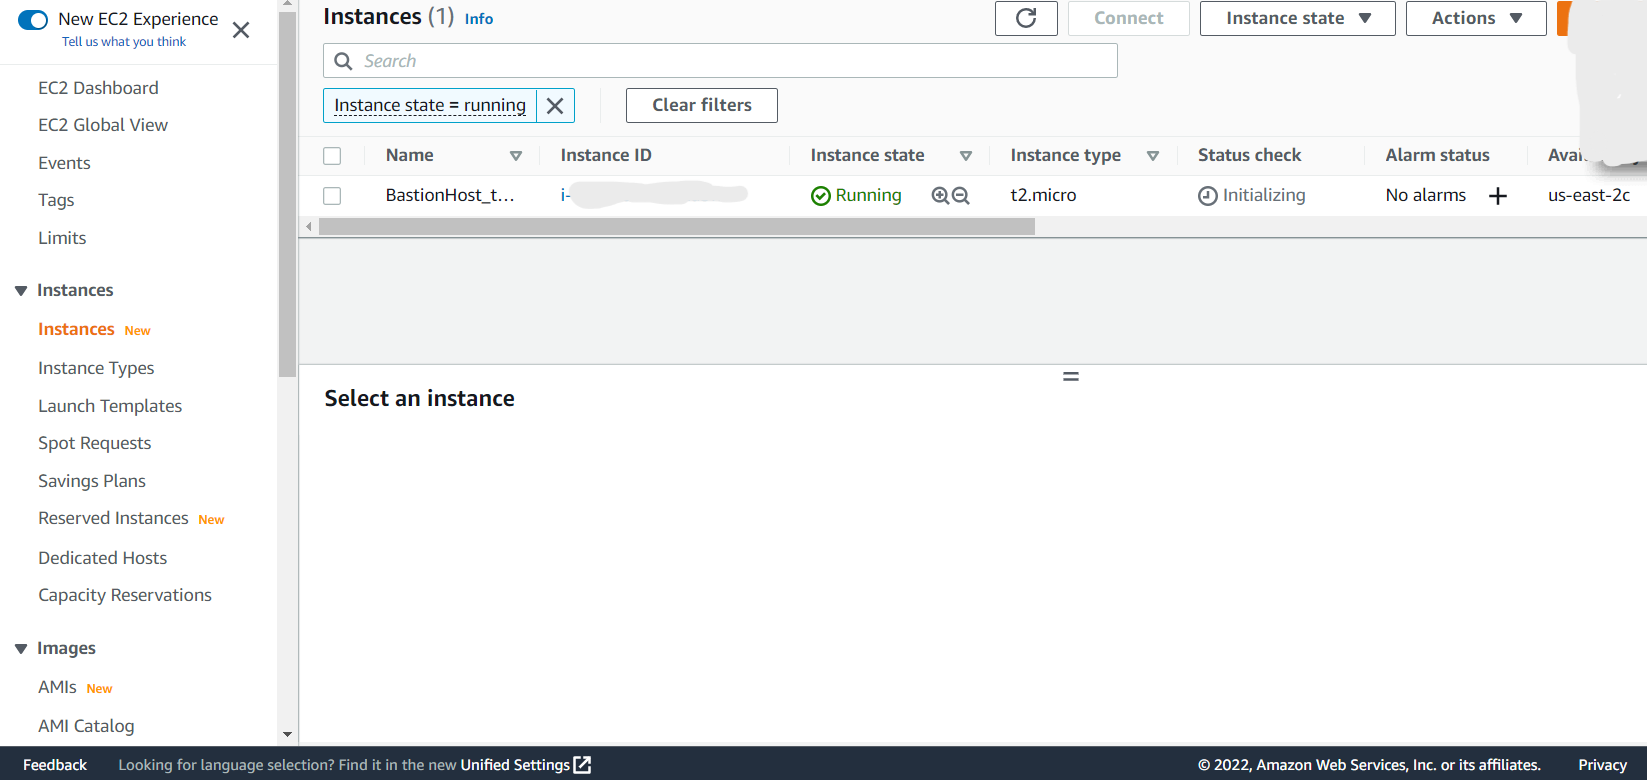 New EC2 Experience
Tell us what you think
EC2 Dashboard
EC2 Global View
Events
Tags
Limits
Instances
Instances New
Instance Types
Launch Templates
Spot Requests
Savings Plans
Reserved Instances New
Dedicated Hosts
Capacity Reservations
Images
AMIs New
AMI Catalog
Instances (1) Info
Connect Instance state Actions
Search
Instance state = running Clear filters
Name Instance ID Instance state Instance type Status check Alarm status
BastionHost_t... i- Running t2.micro Initializing No alarms + us-east-2c
Select an instance
Feedback Looking for language selection? Find it in the new Unified Settings © 2022, Amazon Web Services, Inc. or its affiliates. Privacy